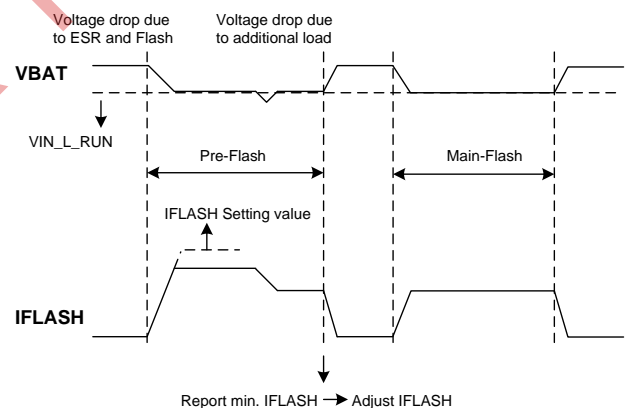 Voltage drop due
to ESR and Flash
Voltage drop due
to additional load
VBAT
VIN_L_RUN
Pre-Flash
Main-Flash
IFLASH Setting value
IFLASH
Report min. IFLASH
Adjust IFLASH